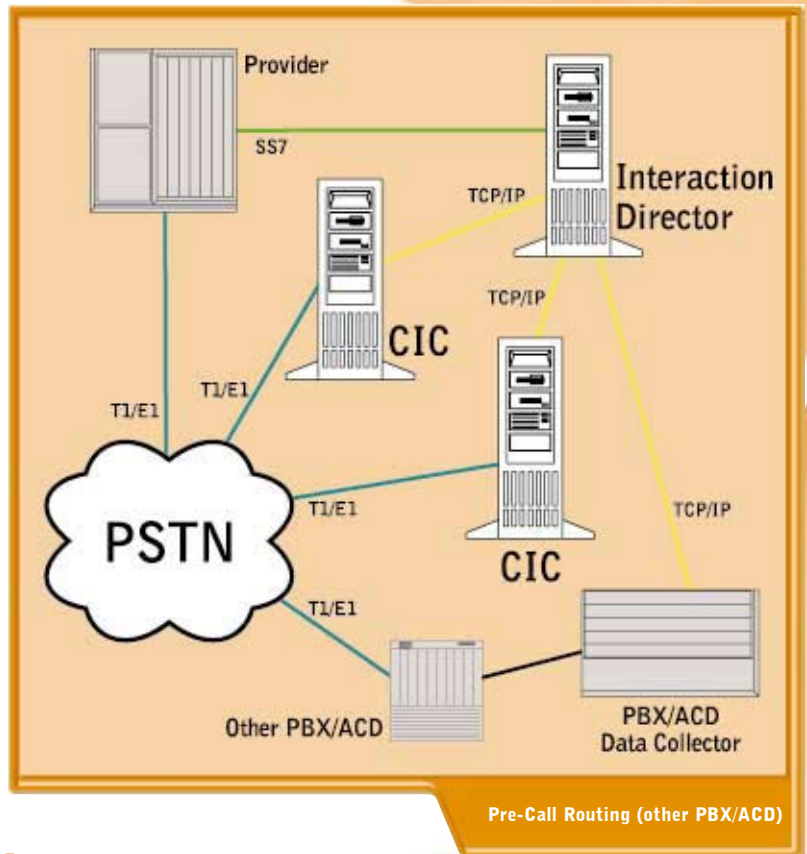 Provider
SS7
Interaction
Director
TCP/IP
TCP/IP
CIC
CIC
T1/E1
T1/E1
T1/E1
TCP/IP
PSTN
T1/E1
Other PBX/ACD
PBX/ACD
Data Collector
Pre-Call Routing (other PBX/ACD)